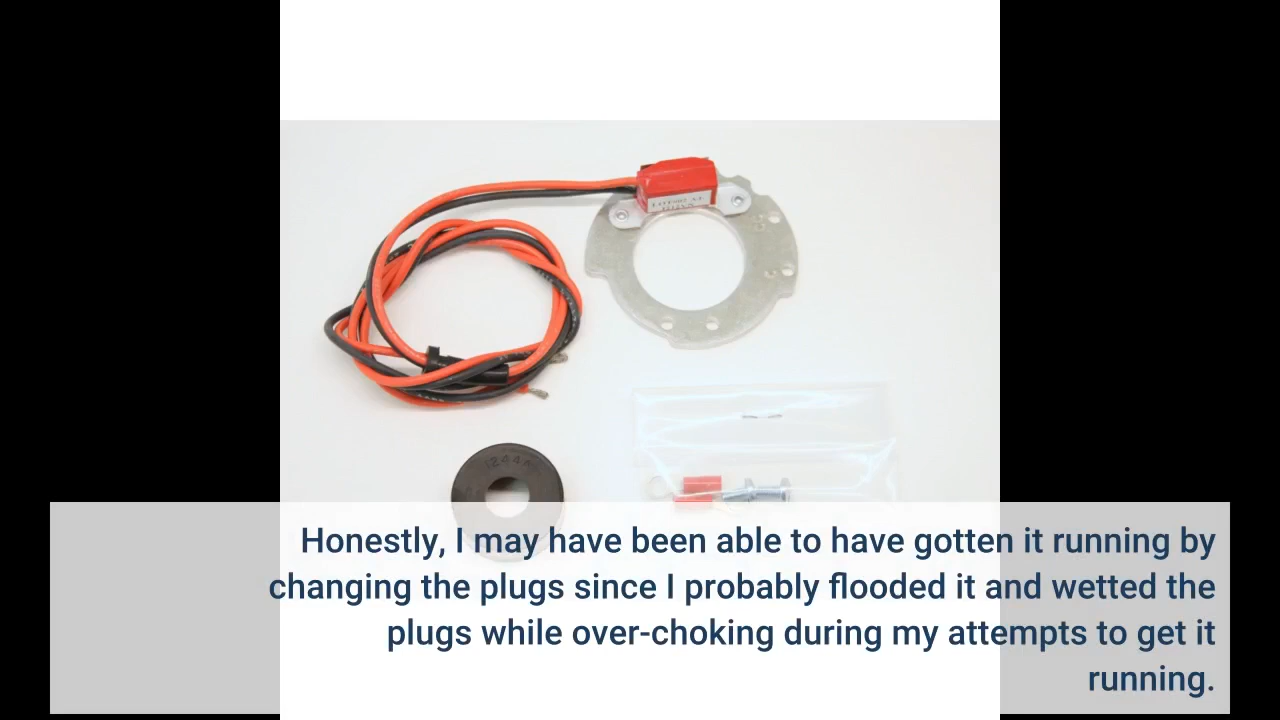 1244A
Honestly, I may have been able to have gotten it running by
changing the plugs since I probably flooded it and wetted the
plugs while over-choking during my attempts to get it
running.